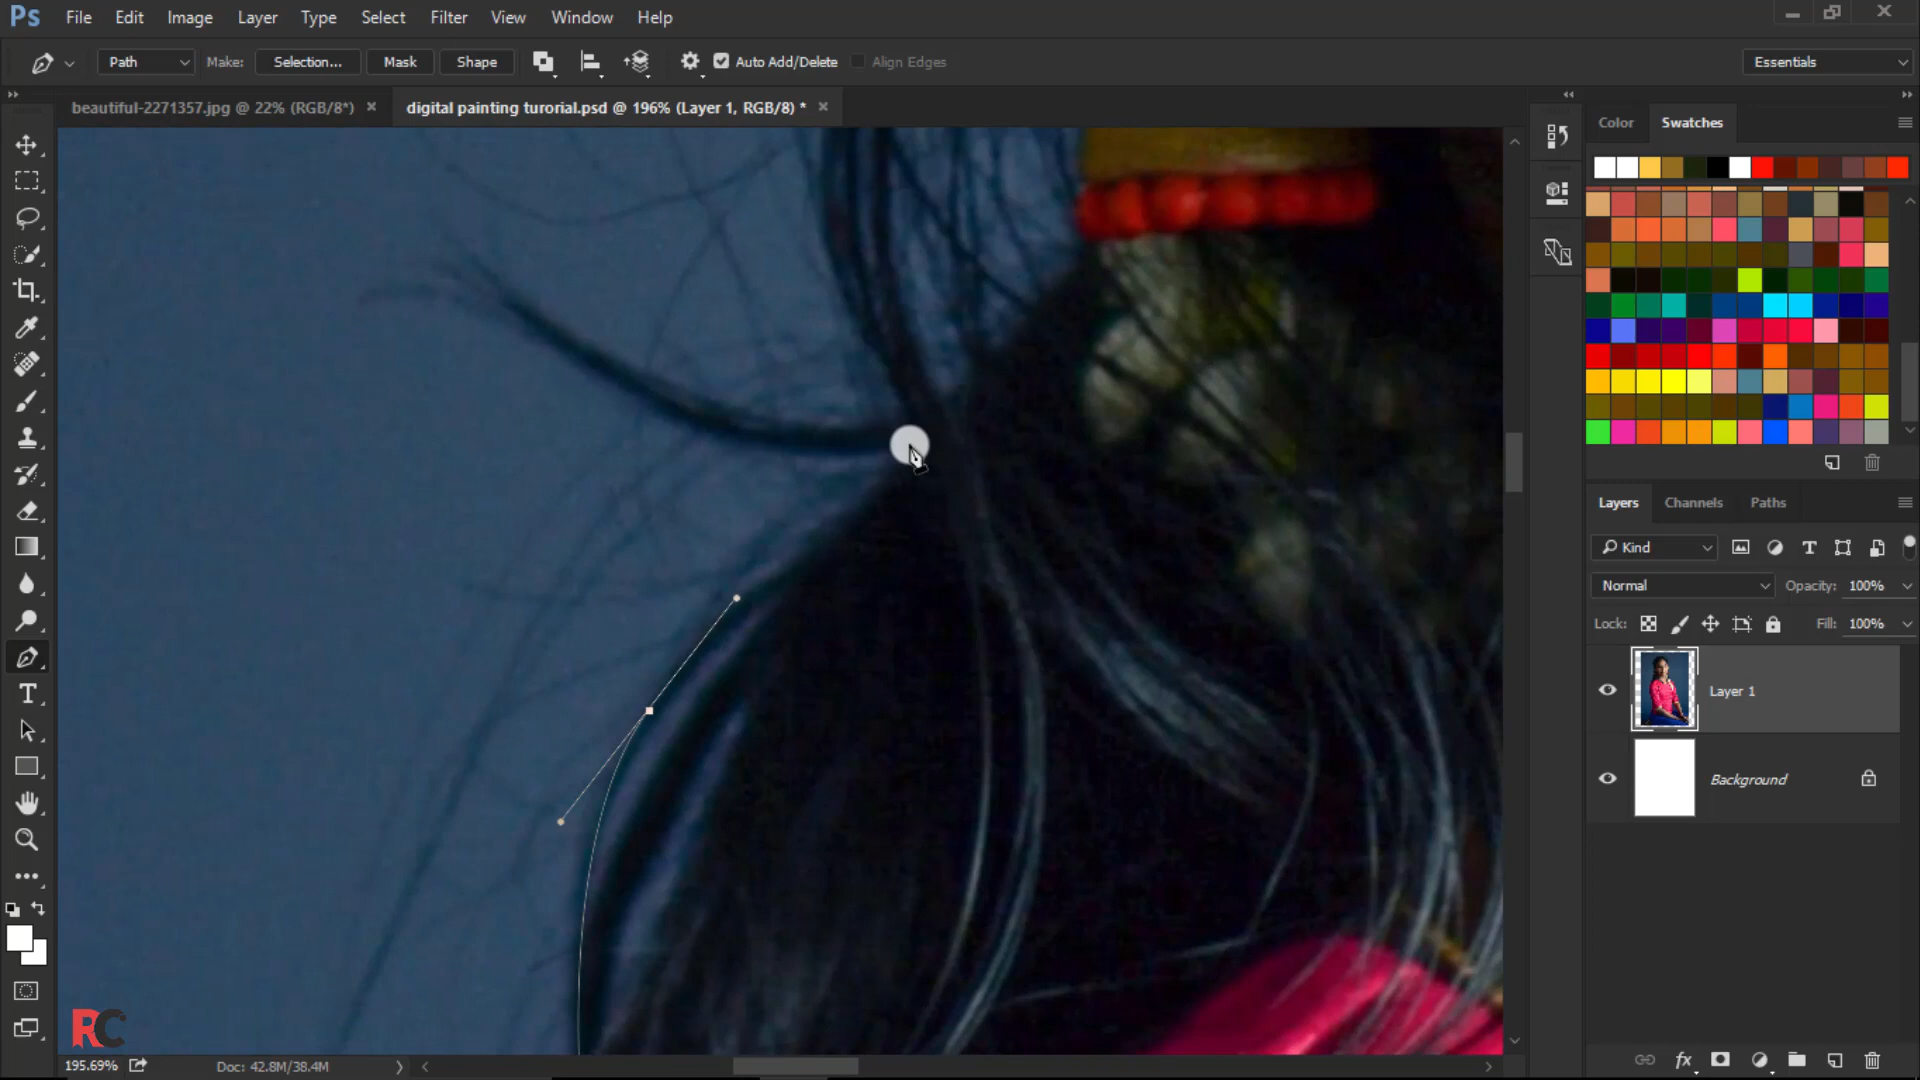 Ps File Edit Image Layer Type Select Filter View Window Help
Path Make: Selection... Mask Shape Auto Add/Delete Align Edges Essentials
beautiful-2271357.jpg @ 22% (RGB/8*) digital painting turorial.psd @ 196% (Layer 1, RGB/8) *
Color Swatches
Layers Channels Paths
Kind
Normal Opacity: 100%
Lock: Fill: 100%
Layer 1
Background
fx
RC
195.69% Doc: 42.8M/38.4M